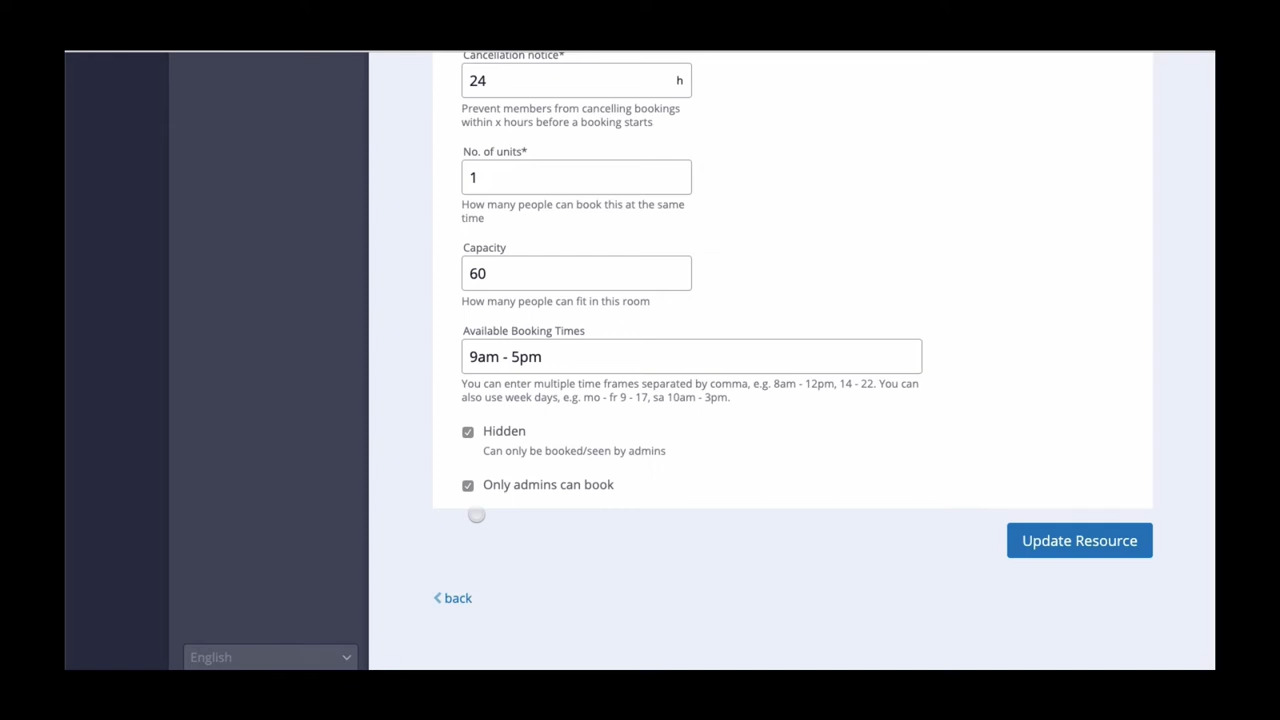 Cancellation notice*
24 h
Prevent members from cancelling bookings
within x hours before a booking starts
No. of units*
1
How many people can book this at the same
time
Capacity
60
How many people can fit in this room
Available Booking Times
9am - 5pm
You can enter multiple time frames separated by comma, e.g. 8am - 12pm, 14 - 22. You can
also use week days, e.g. mo - fr 9 - 17, sa 10am - 3pm.
Hidden
Can only be booked/seen by admins
Only admins can book
Update Resource
back
English